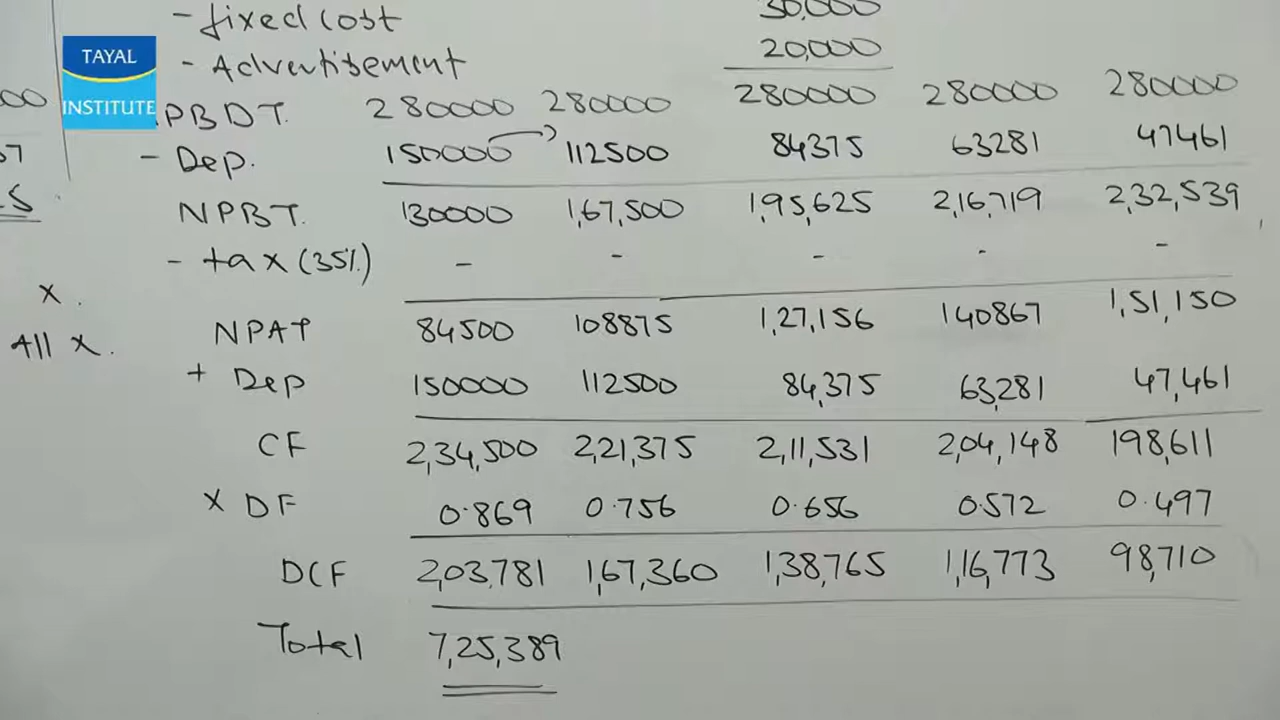 30,000
- fixed cost
20,000
- Advertisement
TAYAL
INSTITUTE
00
PBDT. 280000 280000 280000 280000 280000
- Dep. 150000 112500 84375 63281 47461
NPBT. 130000 1,67,500 1,95,625 2,16,719 2,32,539
- tax (35%) - - - - -
x.
NPAT 84500 108875 1,27,156 140867 1,51,150
All x.
+ Dep 150000 112500 84,375 63,281 47,461
CF 2,34,500 2,21,375 2,11,531 2,04,148 198,611
x DF 0.869 0.756 0.656 0.572 0.497
DCF 2,03,781 1,67,360 1,38,765 1,16,773 98,710
Total 7,25,389